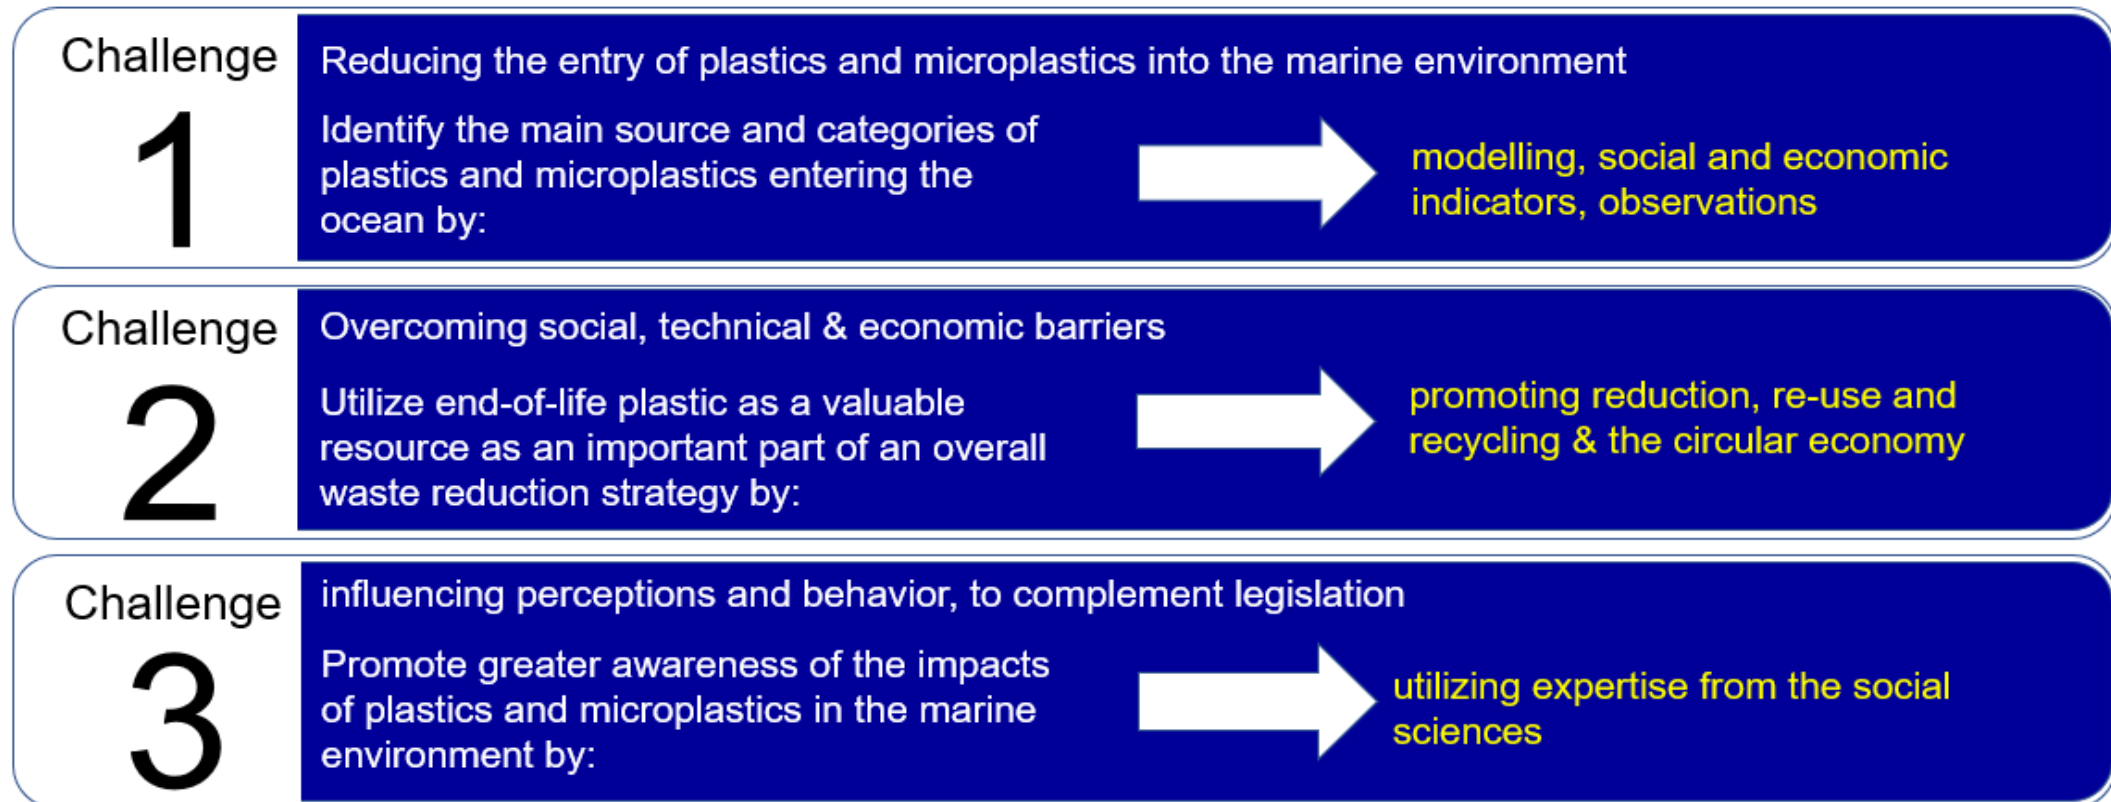 Challenge
1
Reducing the entry of plastics and microplastics into the marine environment
Identify the main source and categories of
plastics and microplastics entering the
ocean by:
modelling, social and economic
indicators, observations
Challenge
2
Overcoming social, technical & economic barriers
Utilize end-of-life plastic as a valuable
resource as an important part of an overall
waste reduction strategy by:
promoting reduction, re-use and
recycling & the circular economy
Challenge
3
influencing perceptions and behavior, to complement legislation
Promote greater awareness of the impacts
of plastics and microplastics in the marine
environment by:
utilizing expertise from the social
sciences